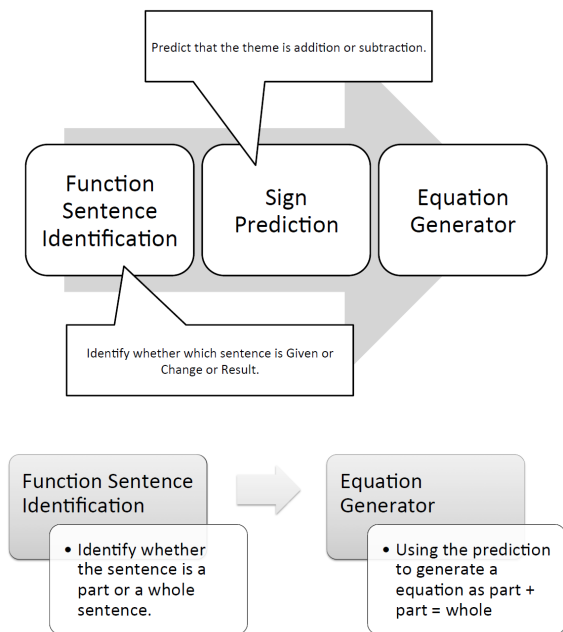 Predict that the theme is addition or subtraction.
Function
Sentence
Identification
Sign
Prediction
Equation
Generator
Identify whether which sentence is Given or
Change or Result.
Function Sentence
Identification
• Identify whether
the sentence is a
part or a whole
sentence.
Equation
Generator
• Using the prediction
to generate a
equation as part +
part = whole